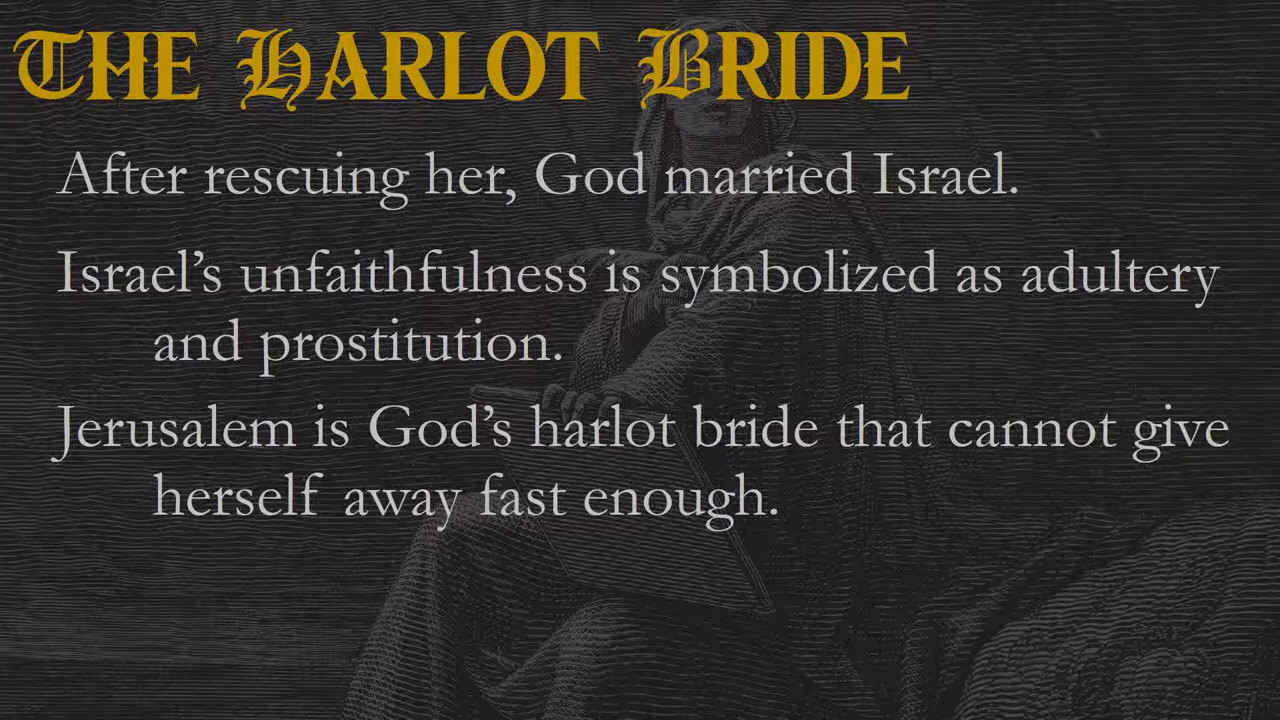 The Harlot Bride
After rescuing her, God married Israel.
Israel’s unfaithfulness is symbolized as adultery
and prostitution.
Jerusalem is God’s harlot bride that cannot give
herself away fast enough.